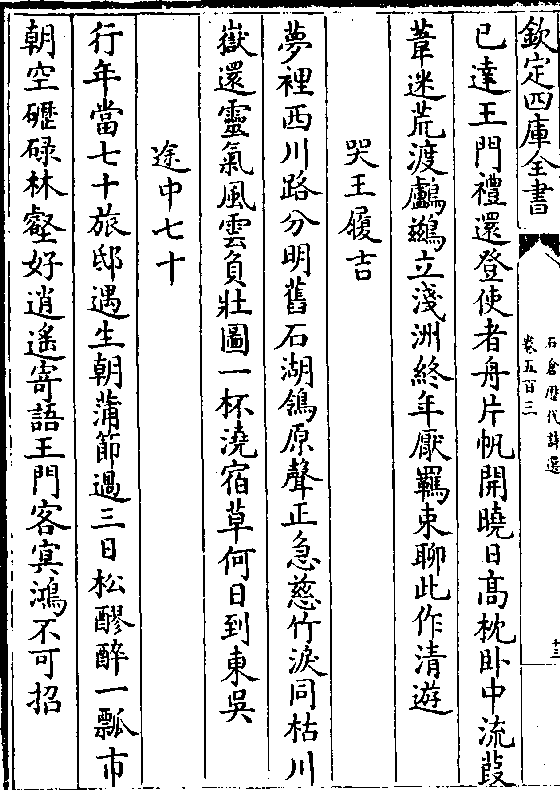 欽定四庫全書
石倉歷代詩選
卷五百三
十三
已達王門禮還登使者舟片帆開曉日高枕卧中流葭
葦迷荒渡鸕鷀立淺洲終年厭羈束聊此作清遊
哭王履吉
夢裡西川路分明舊石湖鴒原聲正急慈竹淚同枯川
嶽還靈氣風雲負壯圖一杯澆宿草何日到東吳
途中七十
行年當七十旅邸遇生朝蒲節過三日松醪醉一瓢市
朝空礰碌林壑好逍遙寄語王門客㝠鴻不可招